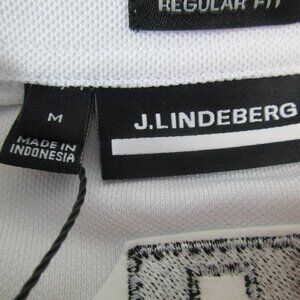 REGULAR FIT
M
MADE IN
INDONESIA
J.LINDEBERG